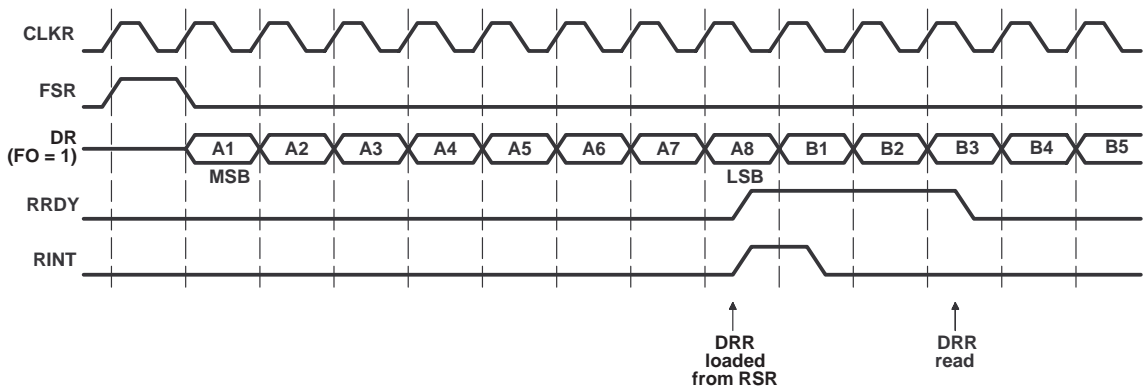 CLKR
FSR
DR
(FO = 1)
A1 A2 A3 A4 A5 A6 A7 A8 B1 B2 B3 B4 B5
MSB LSB
RRDY
RINT
DRR
loaded
from RSR
DRR
read